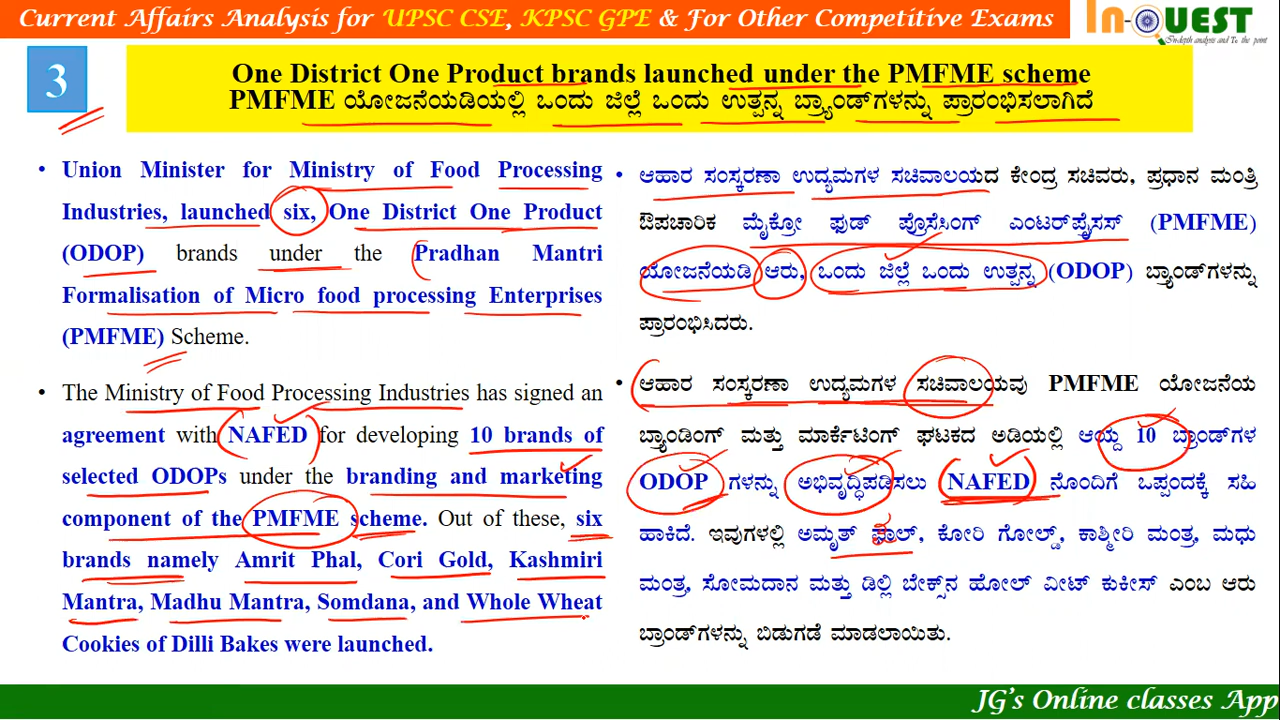 Current Affairs Analysis for UPSC CSE, KPSC GPE & For Other Competitive Exams
In-QUEST
In-depth analysis and To the point
3
One District One Product brands launched under the PMFME scheme
PMFME ಯೋಜನೆಯಡಿಯಲ್ಲಿ ಒಂದು ಜಿಲ್ಲೆ ಒಂದು ಉತ್ಪನ್ನ ಬ್ರ್ಯಾಂಡ್‌ಗಳನ್ನು ಪ್ರಾರಂಭಿಸಲಾಗಿದೆ
• Union Minister for Ministry of Food Processing
Industries, launched six, One District One Product
(ODOP) brands under the Pradhan Mantri
Formalisation of Micro food processing Enterprises
(PMFME) Scheme.
• The Ministry of Food Processing Industries has signed an
agreement with NAFED for developing 10 brands of
selected ODOPs under the branding and marketing
component of the PMFME scheme. Out of these, six
brands namely Amrit Phal, Cori Gold, Kashmiri
Mantra, Madhu Mantra, Somdana, and Whole Wheat
Cookies of Dilli Bakes were launched.
• ಆಹಾರ ಸಂಸ್ಕರಣಾ ಉದ್ಯಮಗಳ ಸಚಿವಾಲಯದ ಕೇಂದ್ರ ಸಚಿವರು, ಪ್ರಧಾನ ಮಂತ್ರಿ
ಔಪಚಾರಿಕ ಮೈಕ್ರೋ ಫುಡ್ ಪ್ರೊಸೆಸಿಂಗ್ ಎಂಟರ್‌ಪ್ರೈಸಸ್ (PMFME)
ಯೋಜನೆಯಡಿ ಆರು, ಒಂದು ಜಿಲ್ಲೆ ಒಂದು ಉತ್ಪನ್ನ (ODOP) ಬ್ರ್ಯಾಂಡ್‌ಗಳನ್ನು
ಪ್ರಾರಂಭಿಸಿದರು.
• ಆಹಾರ ಸಂಸ್ಕರಣಾ ಉದ್ಯಮಗಳ ಸಚಿವಾಲಯವು PMFME ಯೋಜನೆಯ
ಬ್ರ್ಯಾಂಡಿಂಗ್ ಮತ್ತು ಮಾರ್ಕೆಟಿಂಗ್ ಘಟಕದ ಅಡಿಯಲ್ಲಿ ಆಯ್ದ 10 ಬ್ರಾಂಡ್‌ಗಳ
ODOP ಗಳನ್ನು ಅಭಿವೃದ್ಧಿಪಡಿಸಲು NAFED ನೊಂದಿಗೆ ಒಪ್ಪಂದಕ್ಕೆ ಸಹಿ
ಹಾಕಿದೆ. ಇವುಗಳಲ್ಲಿ ಅಮೃತ್ ಫಾಲ್, ಕೋರಿ ಗೋಲ್ಡ್, ಕಾಶ್ಮೀರಿ ಮಂತ್ರ, ಮಧು
ಮಂತ್ರ, ಸೋಮದಾನ ಮತ್ತು ಡಿಲ್ಲಿ ಬೇಕ್ಸ್‌ನ ಹೋಲ್ ವೀಟ್ ಕುಕೀಸ್ ಎಂಬ ಆರು
ಬ್ರಾಂಡ್‌ಗಳನ್ನು ಬಿಡುಗಡೆ ಮಾಡಲಾಯಿತು.
JG's Online classes App